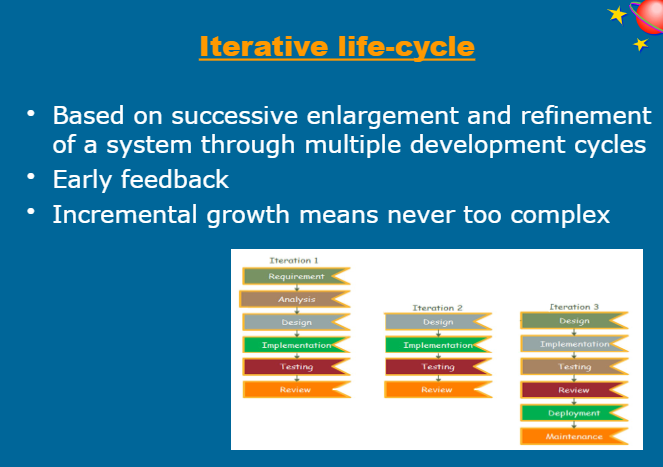 Iterative life-cycle
• Based on successive enlargement and refinement
of a system through multiple development cycles
• Early feedback
• Incremental growth means never too complex
Iteration 1
Requirement
Analysis
Design
Implementation
Testing
Review
Iteration 2
Design
Implementation
Testing
Review
Iteration 3
Design
Implementation
Testing
Review
Deployment
Maintenance